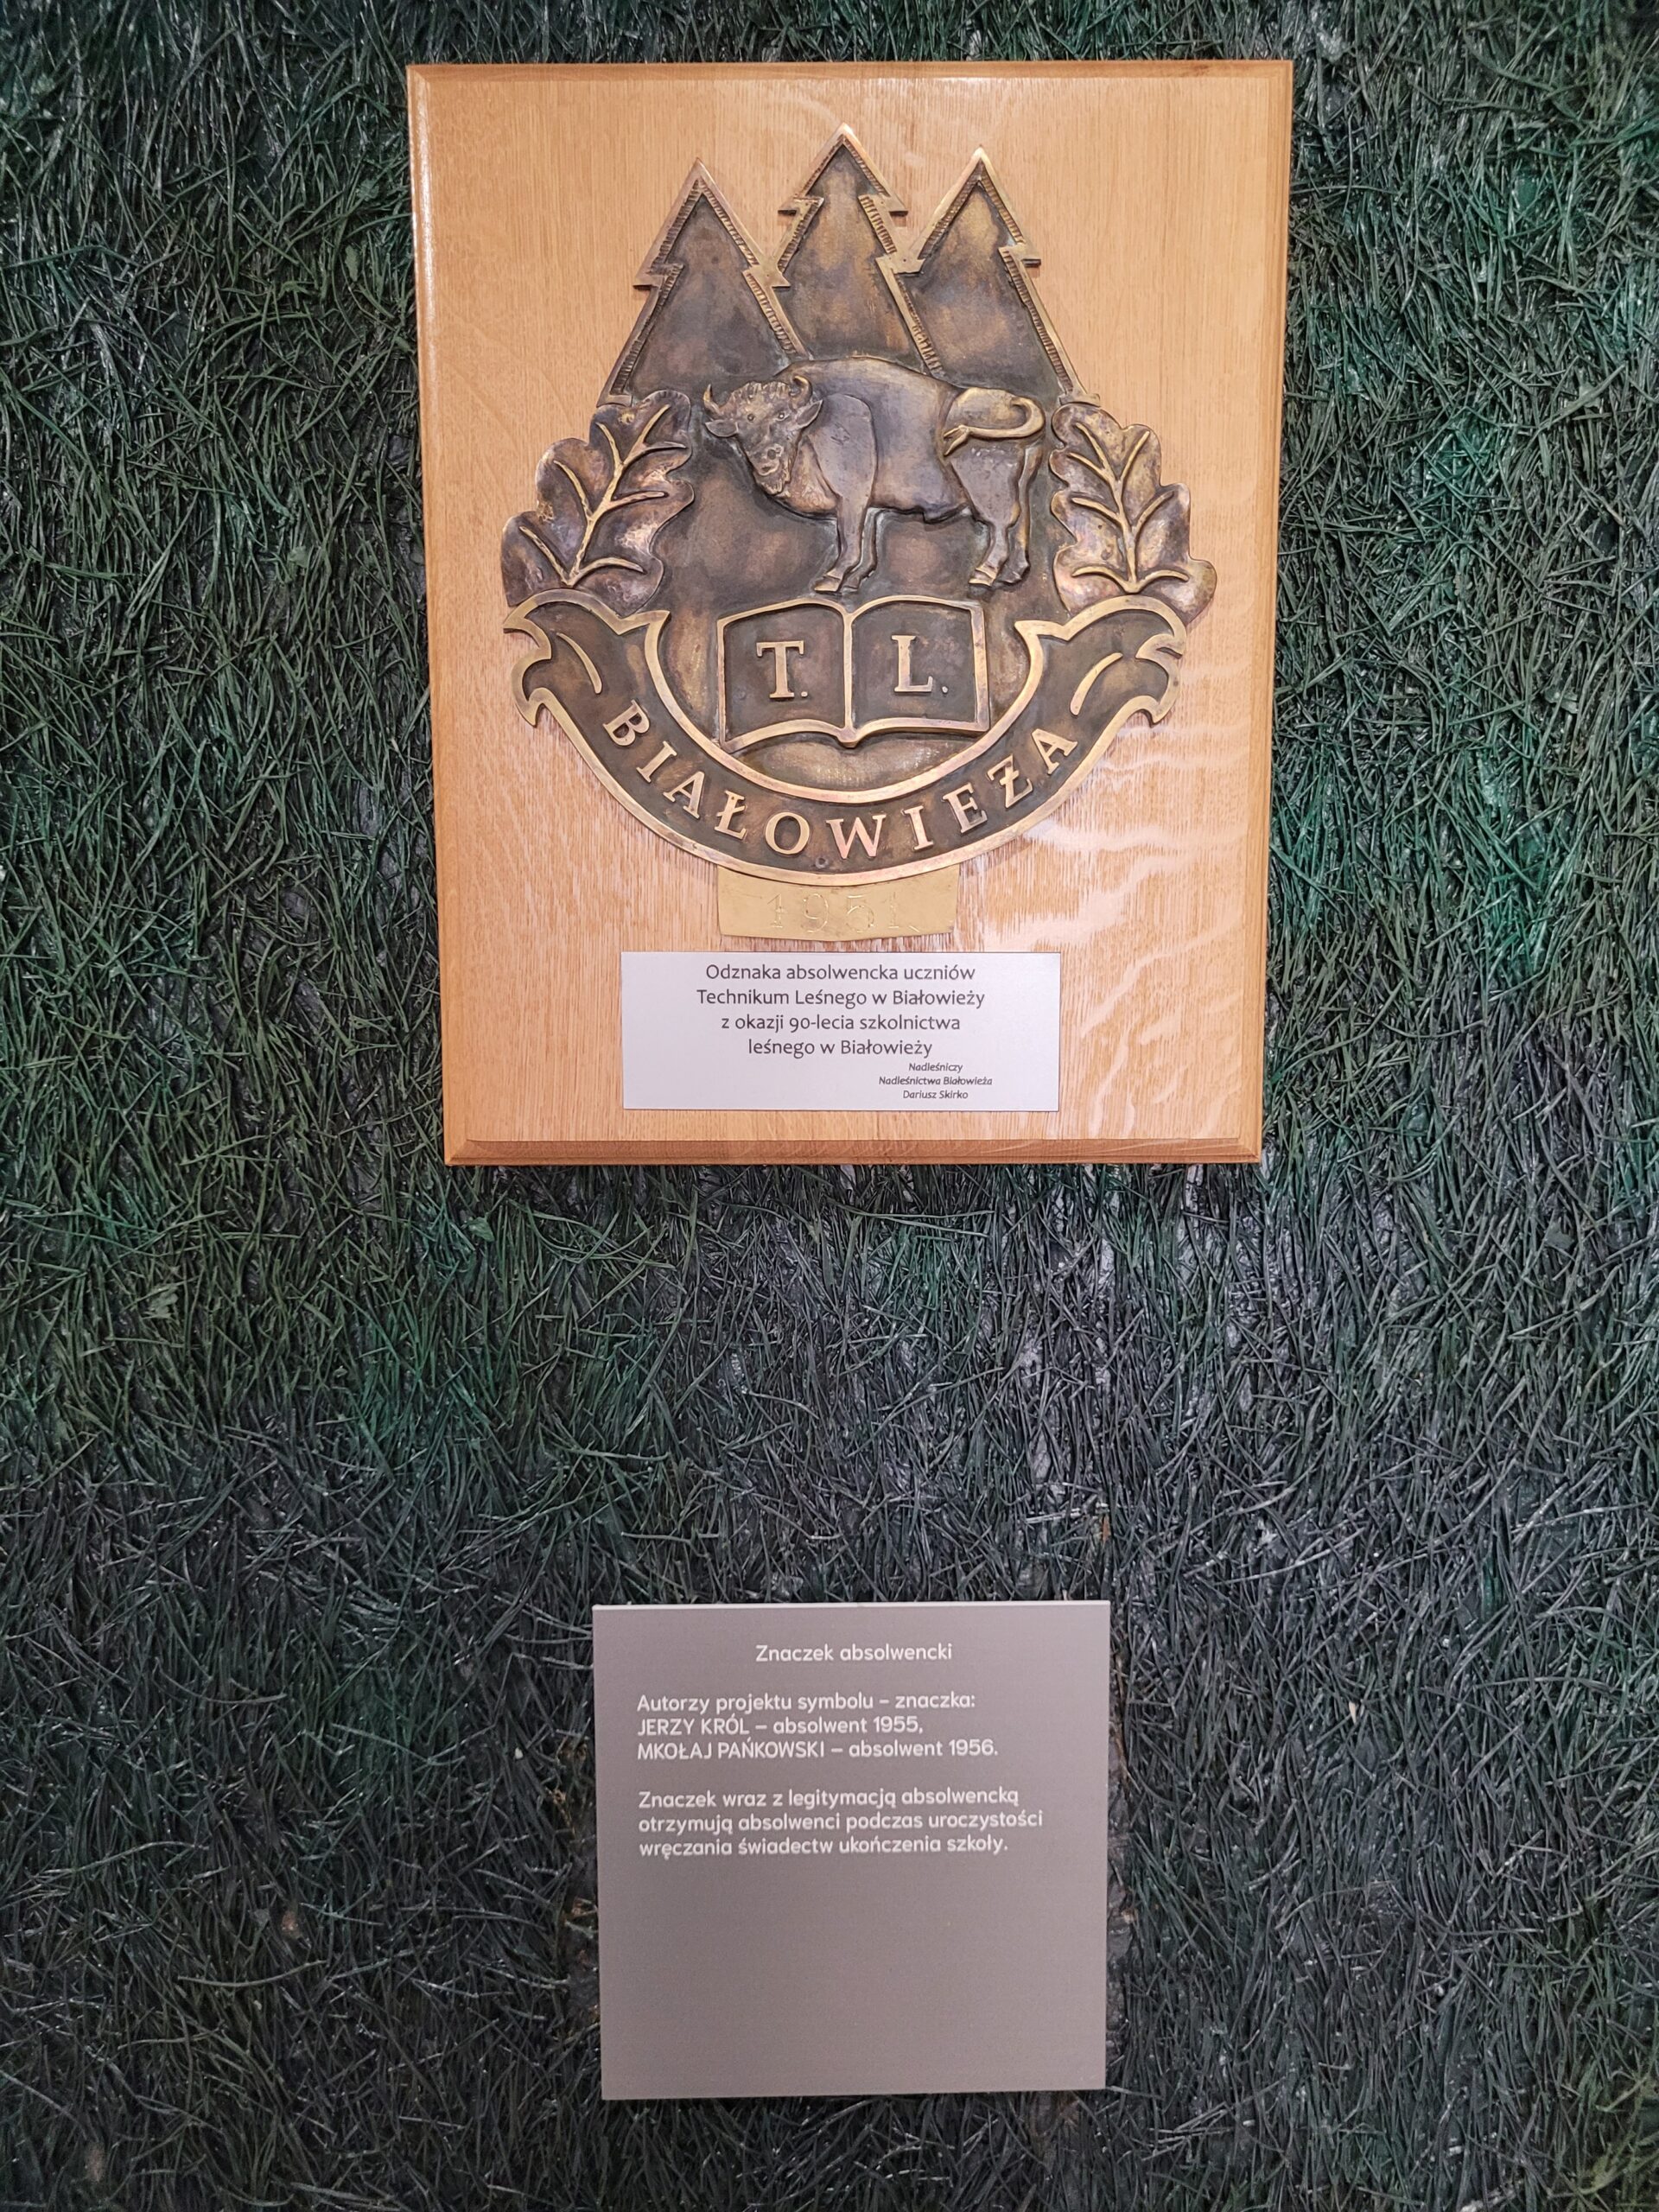 T. L.
BIAŁOWIEŻA
1951
Odznaka absolwencka uczniów
Technikum Leśnego w Białowieży
z okazji 90-lecia szkolnictwa
leśnego w Białowieży
Nadleśniczy
Nadleśnictwa Białowieża
Dariusz Skirko
Znaczek absolwencki
Autorzy projektu symbolu – znaczka:
JERZY KRÓL – absolwent 1955,
MKOŁAJ PAŃKOWSKI – absolwent 1956.
Znaczek wraz z legitymacją absolwencką
otrzymują absolwenci podczas uroczystości
wręczania świadectw ukończenia szkoły.